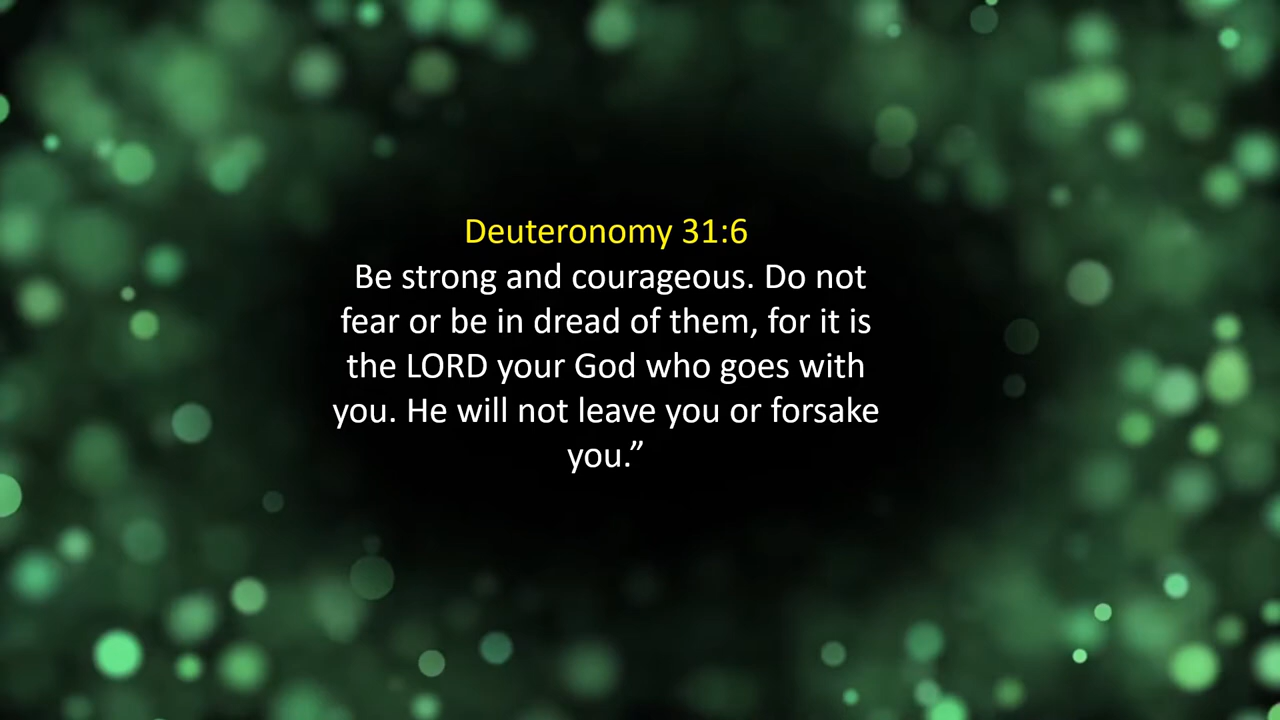 Deuteronomy 31:6
Be strong and courageous. Do not
fear or be in dread of them, for it is
the LORD your God who goes with
you. He will not leave you or forsake
you.”